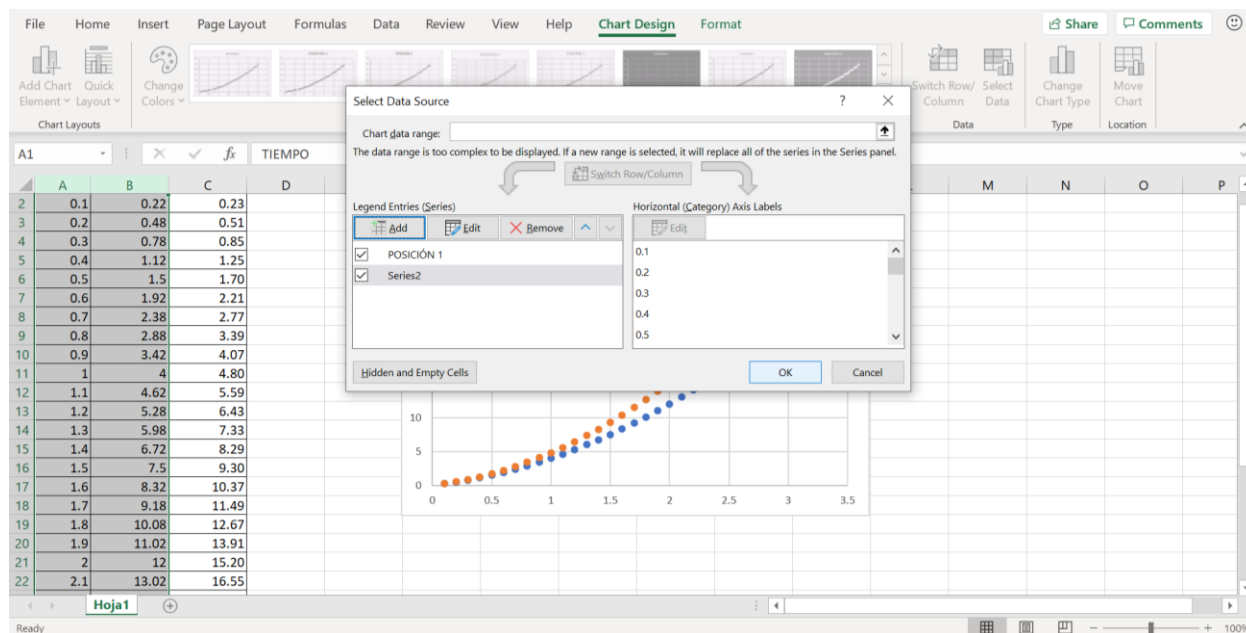 File Home Insert Page Layout Formulas Data Review View Help Chart Design Format Share Comments
Add Chart Element Quick Layout
Chart Layouts
Change Colors
Switch Row/ Column Select Data
Data
Change Chart Type
Type
Move Chart
Location
A1 fx TIEMPO
Select Data Source ?
Chart data range:
The data range is too complex to be displayed. If a new range is selected, it will replace all of the series in the Series panel.
Switch Row/Column
Legend Entries (Series)
Add Edit Remove
POSICIÓN 1
Series2
Horizontal (Category) Axis Labels
Edit
0.1
0.2
0.3
0.4
0.5
Hidden and Empty Cells OK Cancel
A B C D M N O P
2 0.1 0.22 0.23
3 0.2 0.48 0.51
4 0.3 0.78 0.85
5 0.4 1.12 1.25
6 0.5 1.5 1.70
7 0.6 1.92 2.21
8 0.7 2.38 2.77
9 0.8 2.88 3.39
10 0.9 3.42 4.07
11 1 4 4.80
12 1.1 4.62 5.59
13 1.2 5.28 6.43
14 1.3 5.98 7.33
15 1.4 6.72 8.29
16 1.5 7.5 9.30
17 1.6 8.32 10.37
18 1.7 9.18 11.49
19 1.8 10.08 12.67
20 1.9 11.02 13.91
21 2 12 15.20
22 2.1 13.02 16.55
10
5
0
0 0.5 1 1.5 2 2.5 3 3.5
Hoja1
Ready 100%